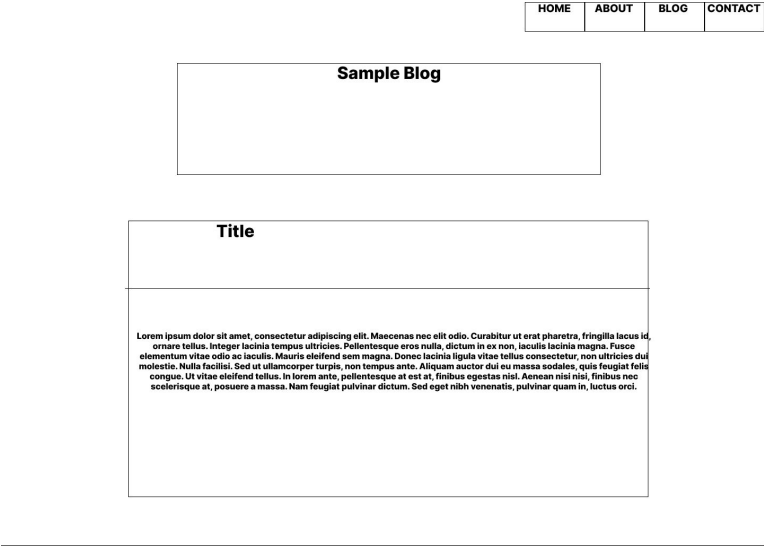 HOME ABOUT BLOG CONTACT
Sample Blog
Title
Lorem ipsum dolor sit amet, consectetur adipiscing elit. Maecenas nec elit odio. Curabitur ut erat pharetra, fringilla lacus id,
ornare tellus. Integer lacinia tempus ultricies. Pellentesque eros nulla, dictum in ex non, iaculis lacinia magna. Fusce
elementum vitae odio ac iaculis. Mauris eleifend sem magna. Donec lacinia ligula vitae tellus consectetur, non ultricies dui
molestie. Nulla facilisi. Sed ut ullamcorper turpis, non tempus ante. Aliquam auctor dui eu massa sodales, quis feugiat felis
congue. Ut vitae eleifend tellus. In lorem ante, pellentesque at est at, finibus egestas nisl. Aenean nisi nisi, finibus nec
scelerisque at, posuere a massa. Nam feugiat pulvinar dictum. Sed eget nibh venenatis, pulvinar quam in, luctus orci.